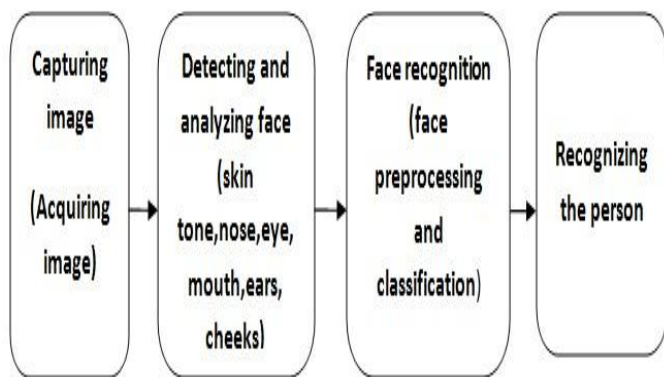 Capturing
image
(Acquiring
image)
Detecting and
analyzing face
(skin
tone,nose,eye,
mouth,ears,
cheeks)
Face recognition
(face
preprocessing
and
classification)
Recognizing
the person